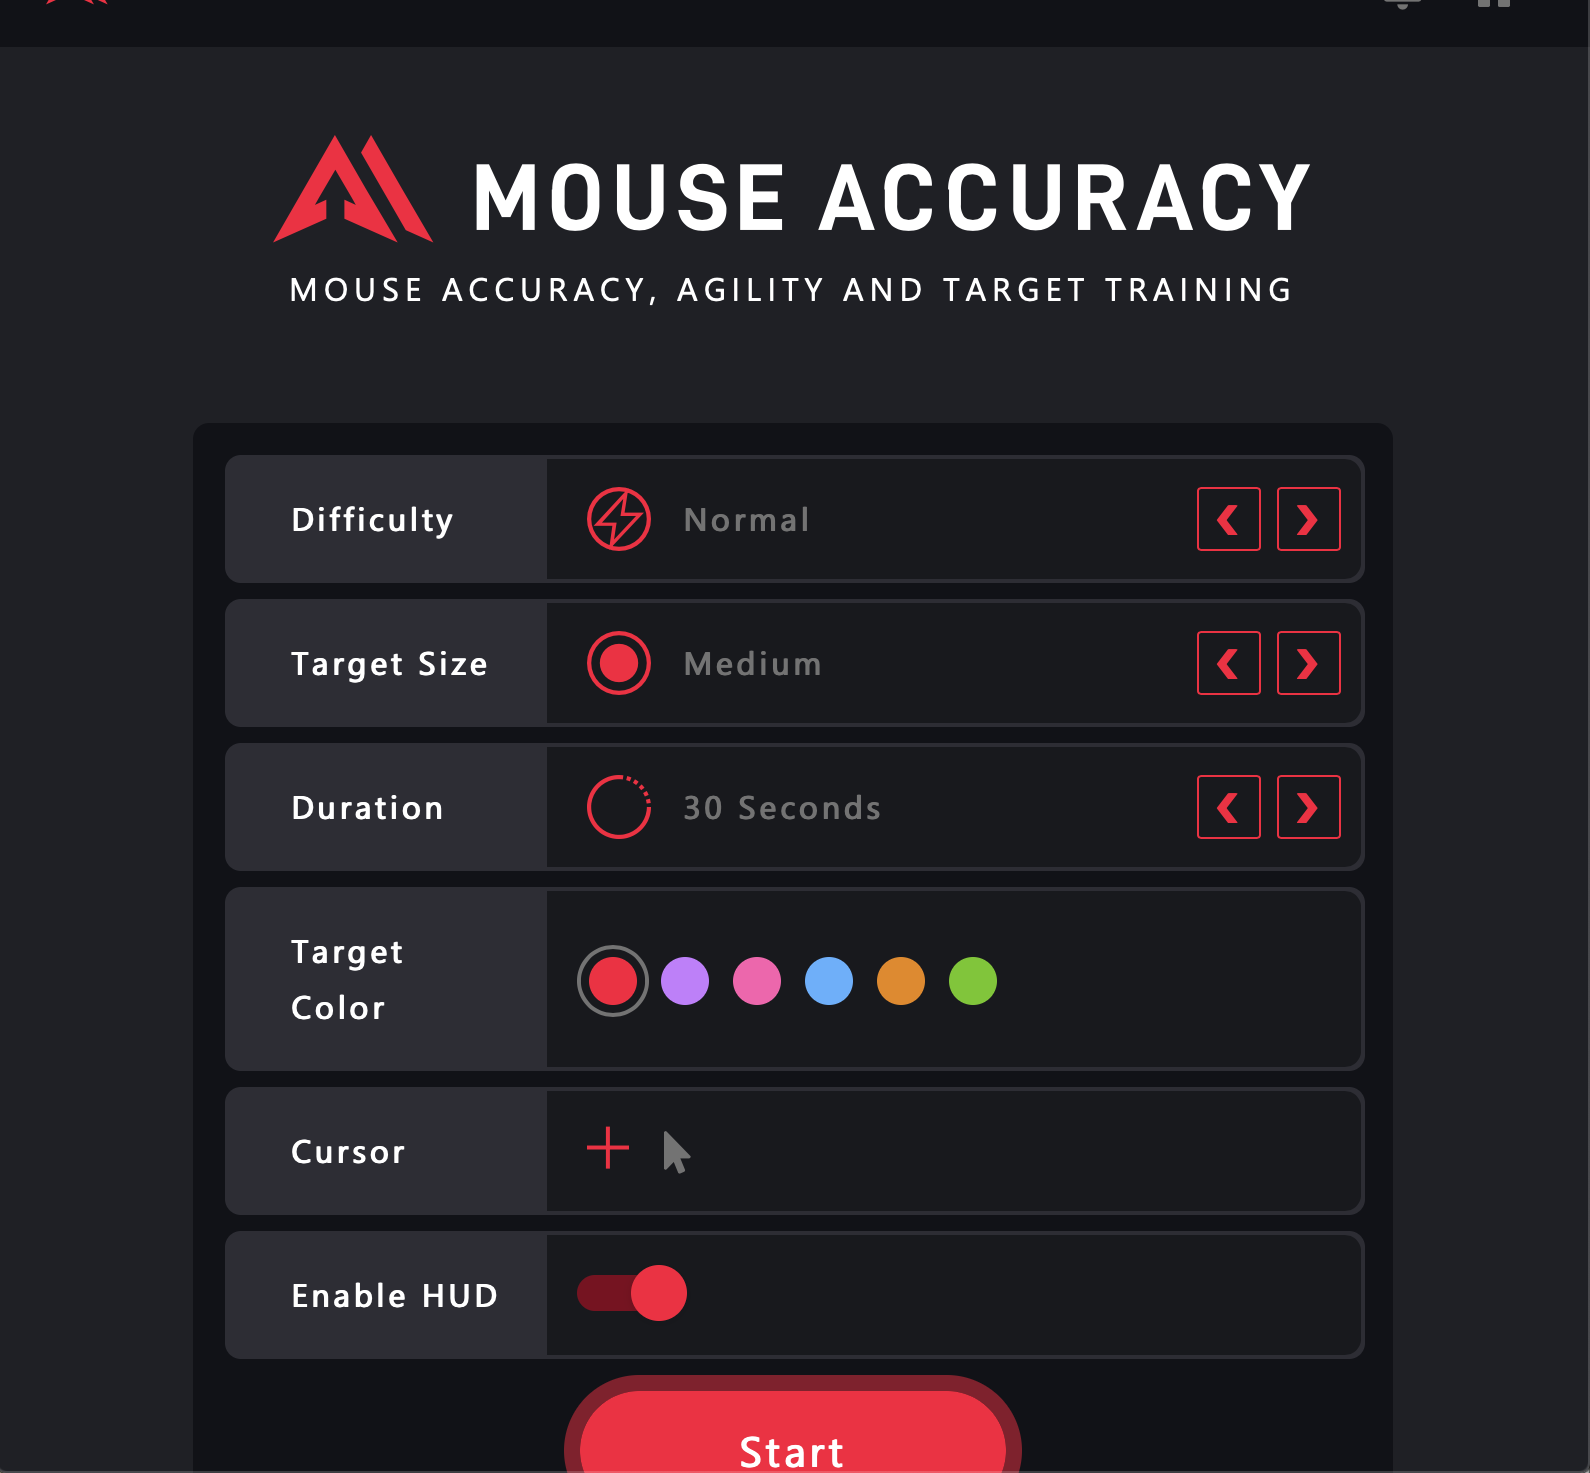 MOUSE ACCURACY
MOUSE ACCURACY, AGILITY AND TARGET TRAINING
Difficulty
Normal
Target Size
Medium
Duration
30 Seconds
Target
Color
Cursor
Enable HUD
Start